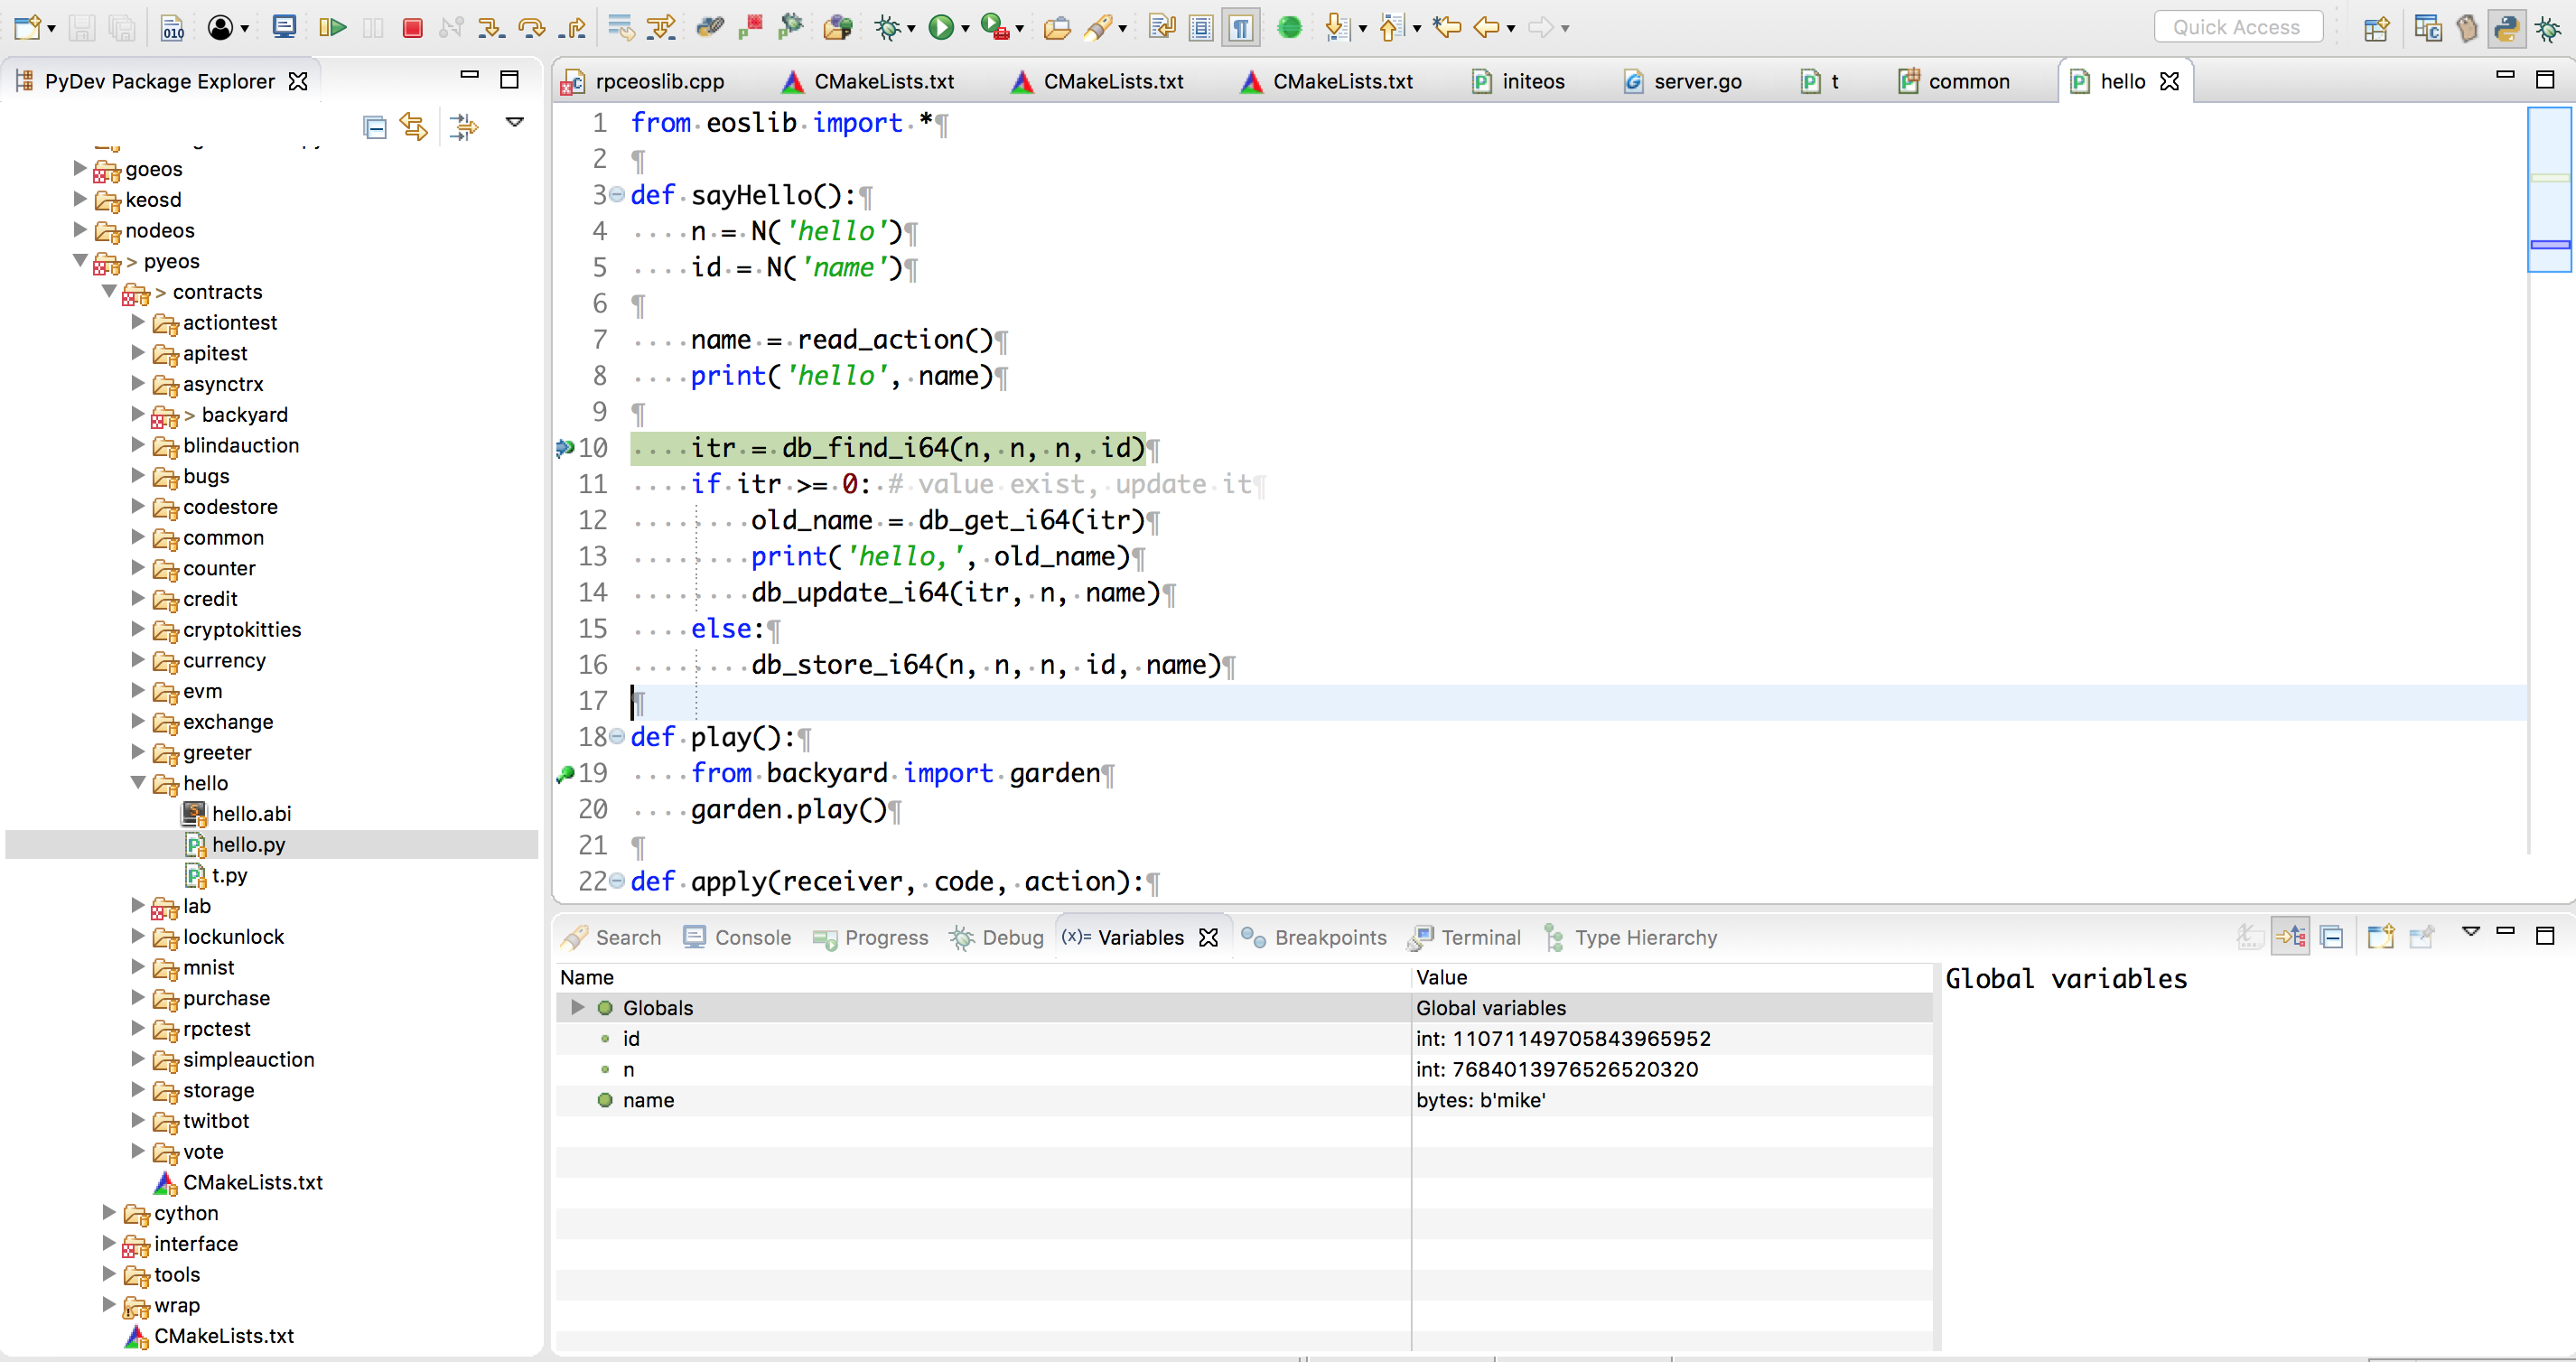 Quick Access
PyDev Package Explorer
goeos
keosd
nodeos
> pyeos
> contracts
actiontest
apitest
asynctrx
> backyard
blindauction
bugs
codestore
common
counter
credit
cryptokitties
currency
evm
exchange
greeter
hello
hello.abi
hello.py
t.py
lab
lockunlock
mnist
purchase
rpctest
simpleauction
storage
twitbot
vote
CMakeLists.txt
cython
interface
tools
wrap
CMakeLists.txt
rpceoslib.cpp CMakeLists.txt CMakeLists.txt CMakeLists.txt initeos server.go t common hello
1 from·eoslib·import·*¶
2 ¶
3 def·sayHello():¶
4 ····n·=·N('hello')¶
5 ····id·=·N('name')¶
6 ¶
7 ····name·=·read_action()¶
8 ····print('hello',·name)¶
9 ¶
10 ····itr·=·db_find_i64(n,·n,·n,·id)¶
11 ····if·itr·>=·0:·#·value·exist,·update·it¶
12 ········old_name·=·db_get_i64(itr)¶
13 ········print('hello,',·old_name)¶
14 ········db_update_i64(itr,·n,·name)¶
15 ····else:¶
16 ········db_store_i64(n,·n,·n,·id,·name)¶
17 ¶
18 def·play():¶
19 ····from·backyard·import·garden¶
20 ····garden.play()¶
21 ¶
22 def·apply(receiver,·code,·action):¶
Search Console Progress Debug (x)= Variables Breakpoints Terminal Type Hierarchy
Name Value
Globals Global variables
id int: 11071149705843965952
n int: 7684013976526520320
name bytes: b'mike'
Global variables